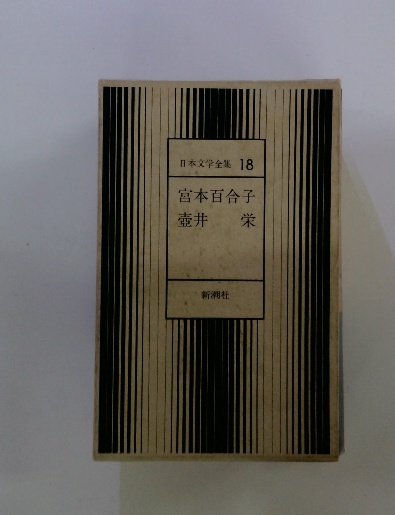 日本文学全集 18
宮本百合子
壺井 栄
新潮社